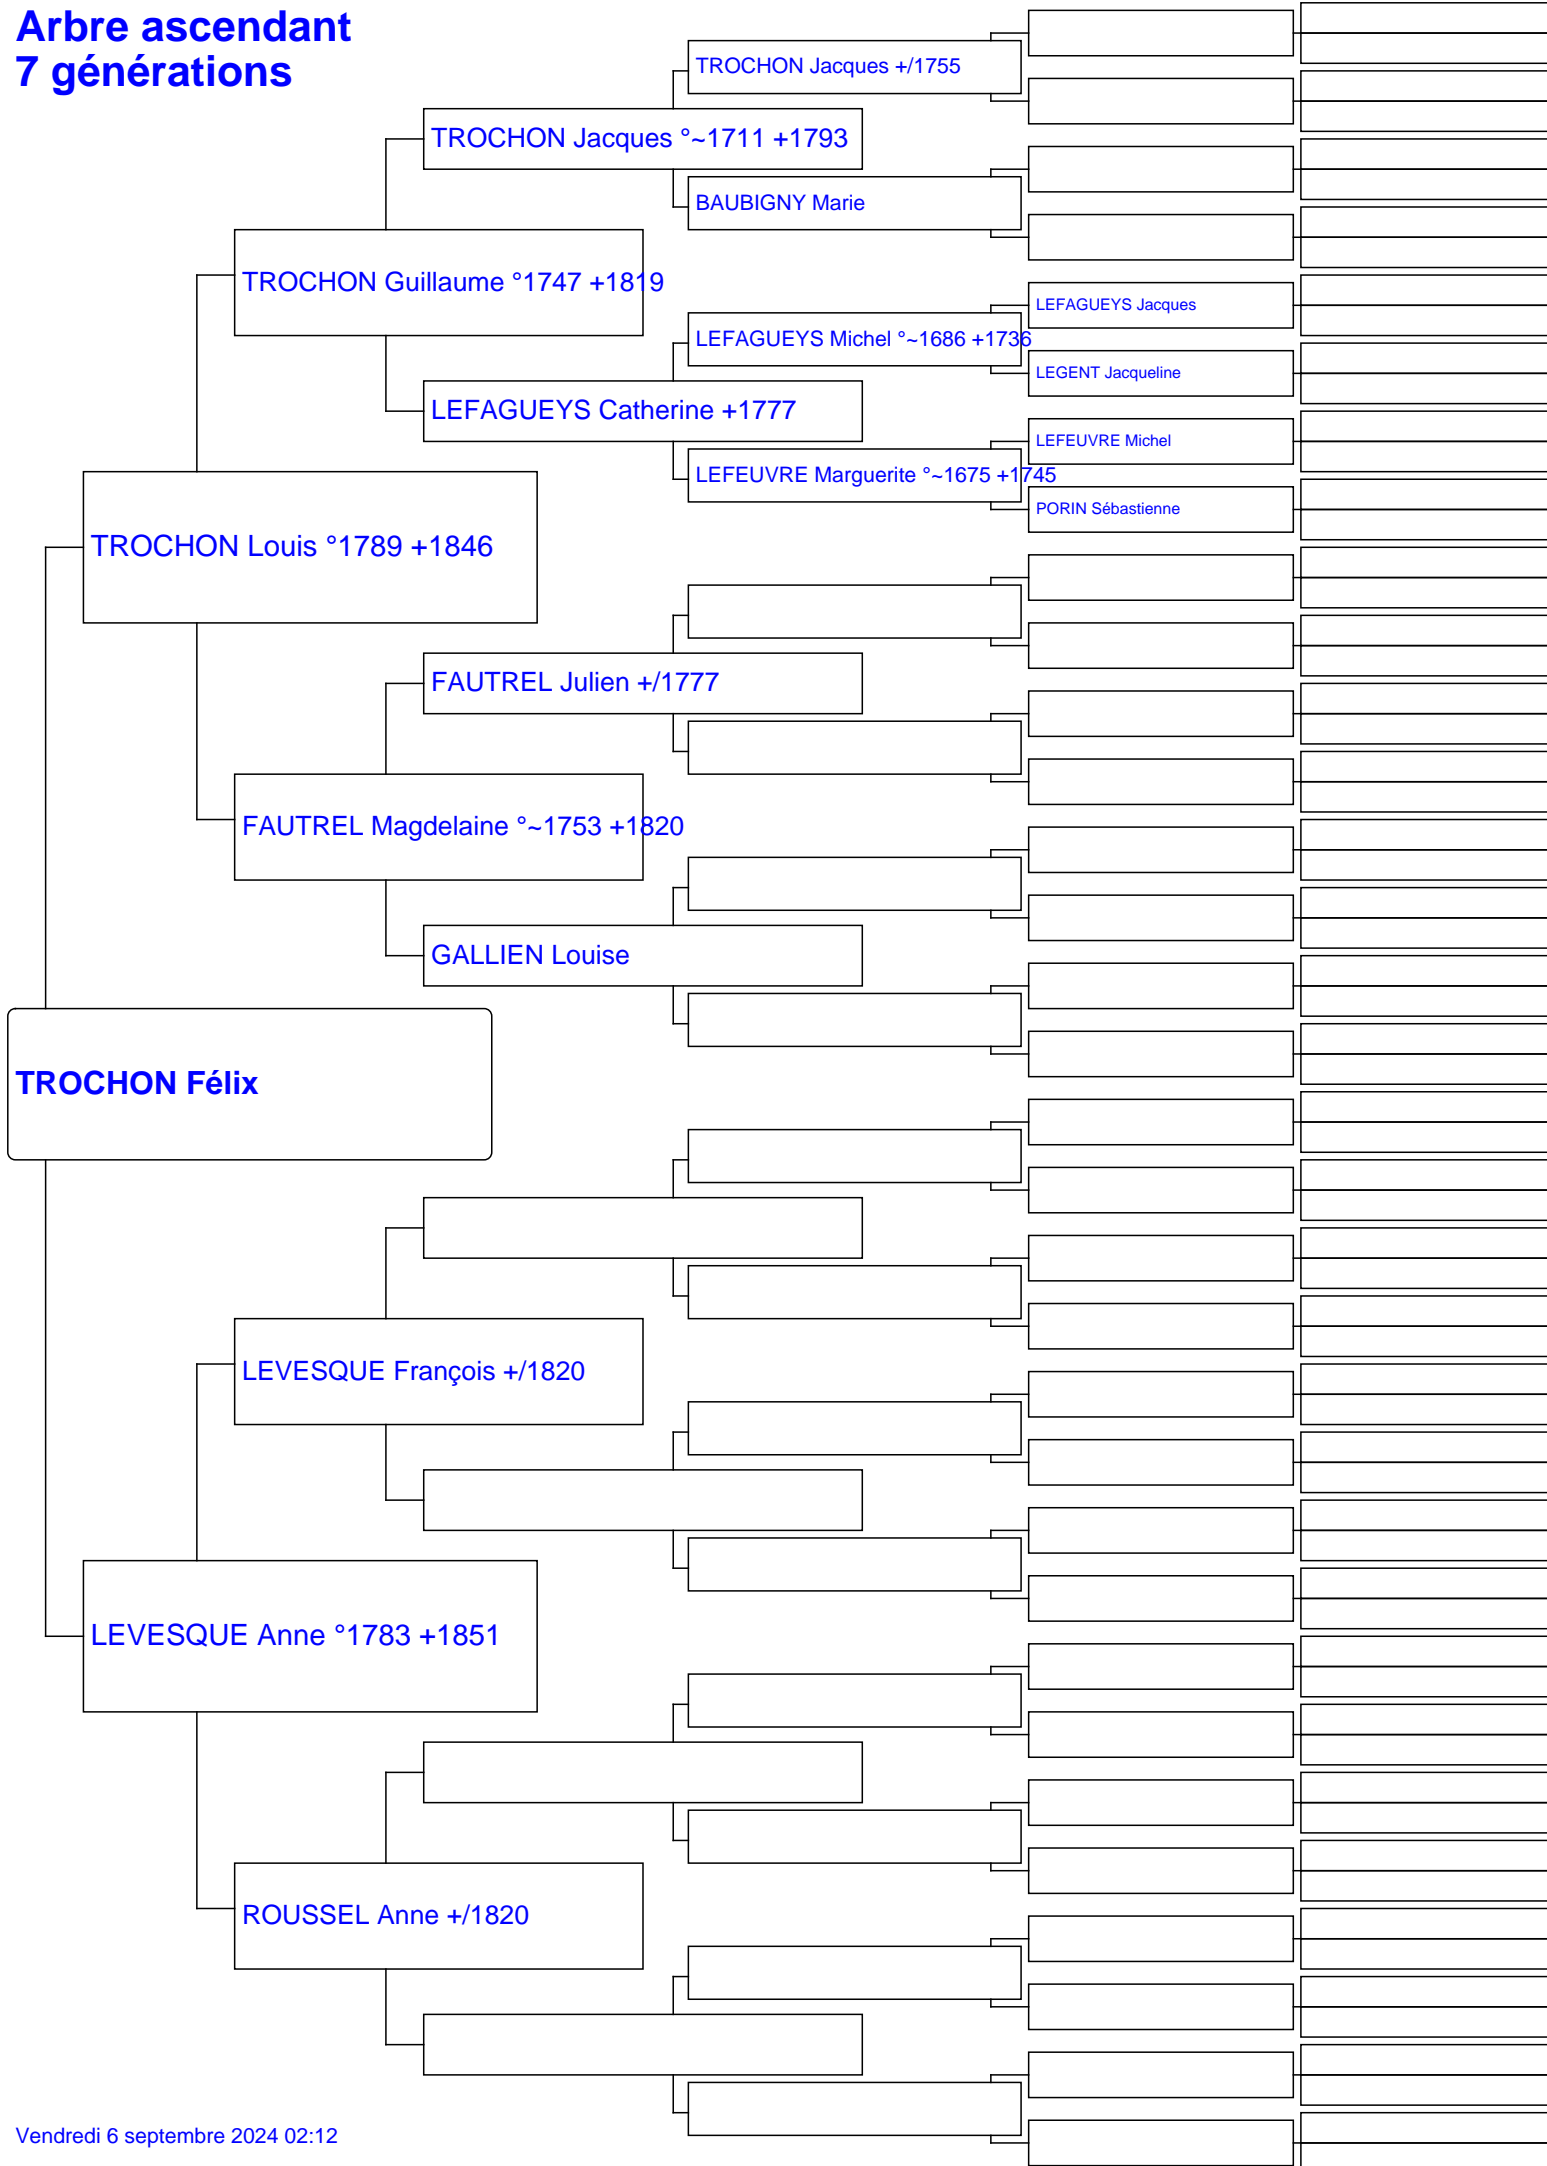 Arbre ascendant
7 générations
TROCHON Jacques +/1755
TROCHON Jacques °~1711 +1793
BAUBIGNY Marie
TROCHON Guillaume °1747 +1819
LEFAGUEYS Jacques
LEFAGUEYS Michel °~1686 +1736
LEGENT Jacqueline
LEFAGUEYS Catherine +1777
LEFEUVRE Michel
LEFEUVRE Marguerite °~1675 +1745
PORIN Sébastienne
TROCHON Louis °1789 +1846
FAUTREL Julien +/1777
FAUTREL Magdelaine °~1753 +1820
GALLIEN Louise
TROCHON Félix
LEVESQUE François +/1820
LEVESQUE Anne °1783 +1851
ROUSSEL Anne +/1820
Vendredi 6 septembre 2024 02:12